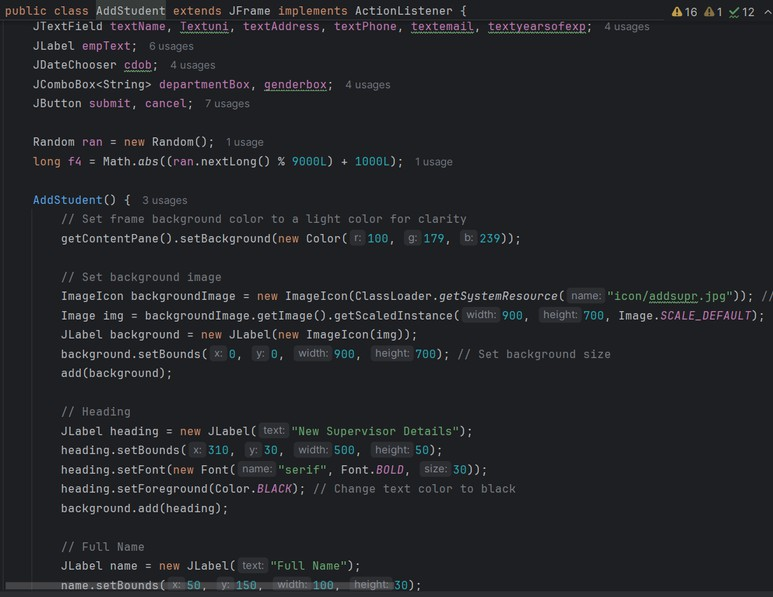 public class AddStudent extends JFrame implements ActionListener { 16 1 12
JTextField textName, Textuni, textAddress, textPhone, textemail, textyearsofexp; 4 usages
JLabel empText; 6 usages
JDateChooser cdob; 4 usages
JComboBox<String> departmentBox, genderbox; 4 usages
JButton submit, cancel; 7 usages
Random ran = new Random(); 1 usage
long f4 = Math.abs((ran.nextLong() % 9000L) + 1000L); 1 usage
AddStudent() { 3 usages
// Set frame background color to a light color for clarity
getContentPane().setBackground(new Color( r: 100, g: 179, b: 239));
// Set background image
ImageIcon backgroundImage = new ImageIcon(ClassLoader.getSystemResource( name: "icon/addsupr.jpg")); //
Image img = backgroundImage.getImage().getScaledInstance( width: 900, height: 700, Image.SCALE_DEFAULT);
JLabel background = new JLabel(new ImageIcon(img));
background.setBounds( x: 0, y: 0, width: 900, height: 700); // Set background size
add(background);
// Heading
JLabel heading = new JLabel( text: "New Supervisor Details");
heading.setBounds( x: 310, y: 30, width: 500, height: 50);
heading.setFont(new Font( name: "serif", Font.BOLD, size: 30));
heading.setForeground(Color.BLACK); // Change text color to black
background.add(heading);
// Full Name
JLabel name = new JLabel( text: "Full Name");
name.setBounds( x: 50, y: 150, width: 100, height: 30);